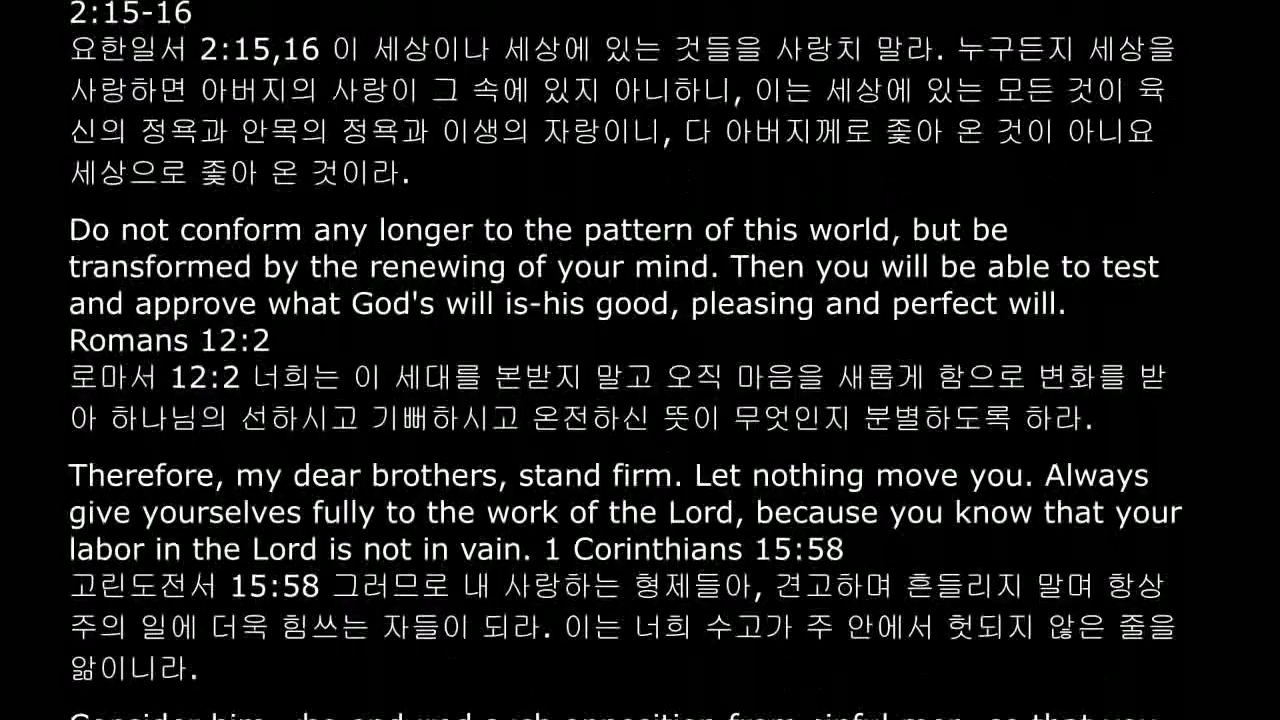 2:15-16
요한일서 2:15,16 이 세상이나 세상에 있는 것들을 사랑치 말라. 누구든지 세상을
사랑하면 아버지의 사랑이 그 속에 있지 아니하니, 이는 세상에 있는 모든 것이 육
신의 정욕과 안목의 정욕과 이생의 자랑이니, 다 아버지께로 좇아 온 것이 아니요
세상으로 좇아 온 것이라.
Do not conform any longer to the pattern of this world, but be
transformed by the renewing of your mind. Then you will be able to test
and approve what God's will is-his good, pleasing and perfect will.
Romans 12:2
로마서 12:2 너희는 이 세대를 본받지 말고 오직 마음을 새롭게 함으로 변화를 받
아 하나님의 선하시고 기뻐하시고 온전하신 뜻이 무엇인지 분별하도록 하라.
Therefore, my dear brothers, stand firm. Let nothing move you. Always
give yourselves fully to the work of the Lord, because you know that your
labor in the Lord is not in vain. 1 Corinthians 15:58
고린도전서 15:58 그러므로 내 사랑하는 형제들아, 견고하며 흔들리지 말며 항상
주의 일에 더욱 힘쓰는 자들이 되라. 이는 너희 수고가 주 안에서 헛되지 않은 줄을
앎이니라.
Consider him who endured such opposition from sinful men, so that you